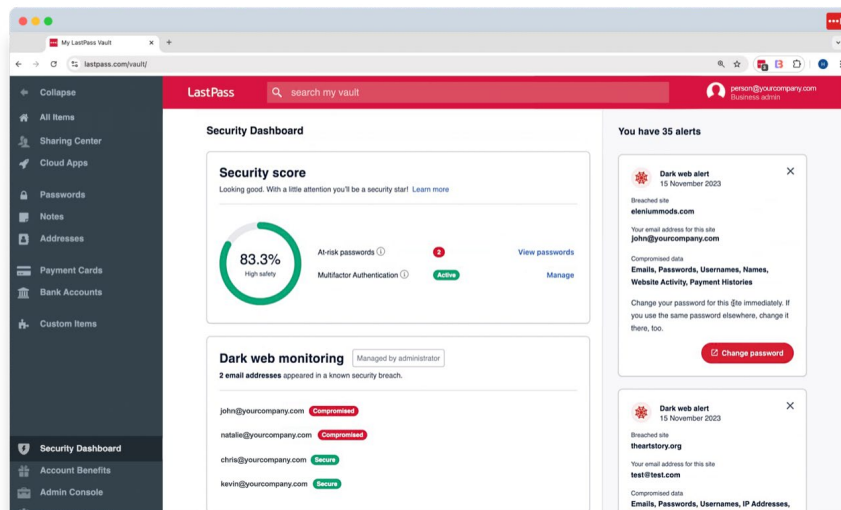 My LastPass Vault
lastpass.com/vault/
Collapse
All Items
Sharing Center
Cloud Apps
Passwords
Notes
Addresses
Payment Cards
Bank Accounts
Custom Items
Security Dashboard
Account Benefits
Admin Console
LastPass
search my vault
person@yourcompany.com
Business admin
Security Dashboard
Security score
Looking good. With a little attention you'll be a security star! Learn more
83.3%
High safety
At-risk passwords
2
View passwords
Multifactor Authentication
Active
Manage
Dark web monitoring
Managed by administrator
2 email addresses appeared in a known security breach.
john@yourcompany.com Compromised
natalie@yourcompany.com Compromised
chris@yourcompany.com Secure
kevin@yourcompany.com Secure
You have 35 alerts
Dark web alert
15 November 2023
Breached site
eleniummods.com
Your email address for this site
john@yourcompany.com
Compromised data
Emails, Passwords, Usernames, Names,
Website Activity, Payment Histories
Change your password for this site immediately. If
you use the same password elsewhere, change it
there, too.
Change password
Dark web alert
15 November 2023
Breached site
theartstory.org
Your email address for this site
test@test.com
Compromised data
Emails, Passwords, Usernames, IP Addresses,